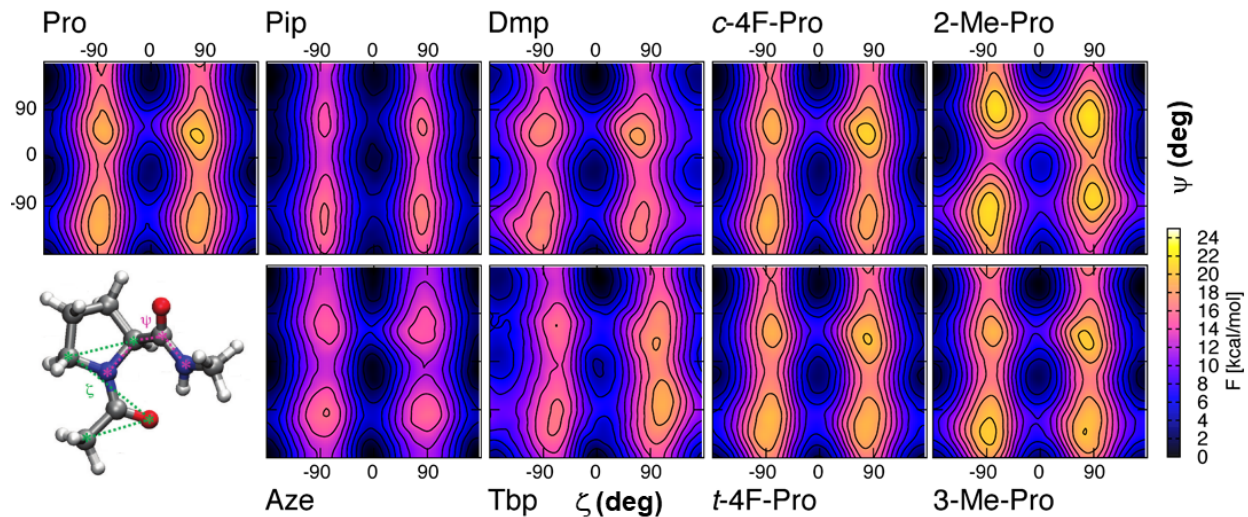 Pro Pip Dmp c-4F-Pro 2-Me-Pro
-90 0 90 -90 0 90 -90 0 90 -90 0 90 -90 0 90
90
0
-90
ψ (deg)
ψ
ζ
24
22
20
18
16
14
12
10
8
6
4
2
0
F [kcal/mol]
-90 0 90 -90 0 90 -90 0 90 -90 0 90
Aze Tbp ζ (deg) t-4F-Pro 3-Me-Pro